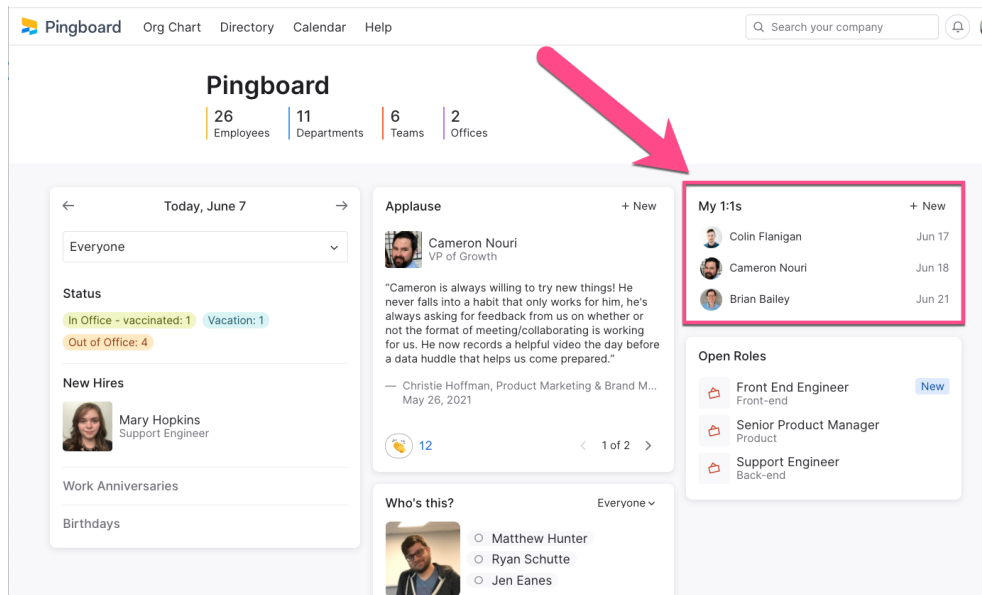 Pingboard Org Chart Directory Calendar Help Search your company
Pingboard
26 11 6 2
Employees Departments Teams Offices
Today, June 7
Everyone
Status
In Office - vaccinated: 1 Vacation: 1
Out of Office: 4
New Hires
Mary Hopkins
Support Engineer
Work Anniversaries
Birthdays
Applause + New
Cameron Nouri
VP of Growth
“Cameron is always willing to try new things! He
never falls into a habit that only works for him, he's
always asking for feedback from us on whether or
not the format of meeting/collaborating is working
for us. He now records a helpful video the day before
a data huddle that helps us come prepared.”
— Christie Hoffman, Product Marketing & Brand M...
May 26, 2021
12 1 of 2
Who's this? Everyone
Matthew Hunter
Ryan Schutte
Jen Eanes
My 1:1s + New
Colin Flanigan Jun 17
Cameron Nouri Jun 18
Brian Bailey Jun 21
Open Roles
Front End Engineer New
Front-end
Senior Product Manager
Product
Support Engineer
Back-end